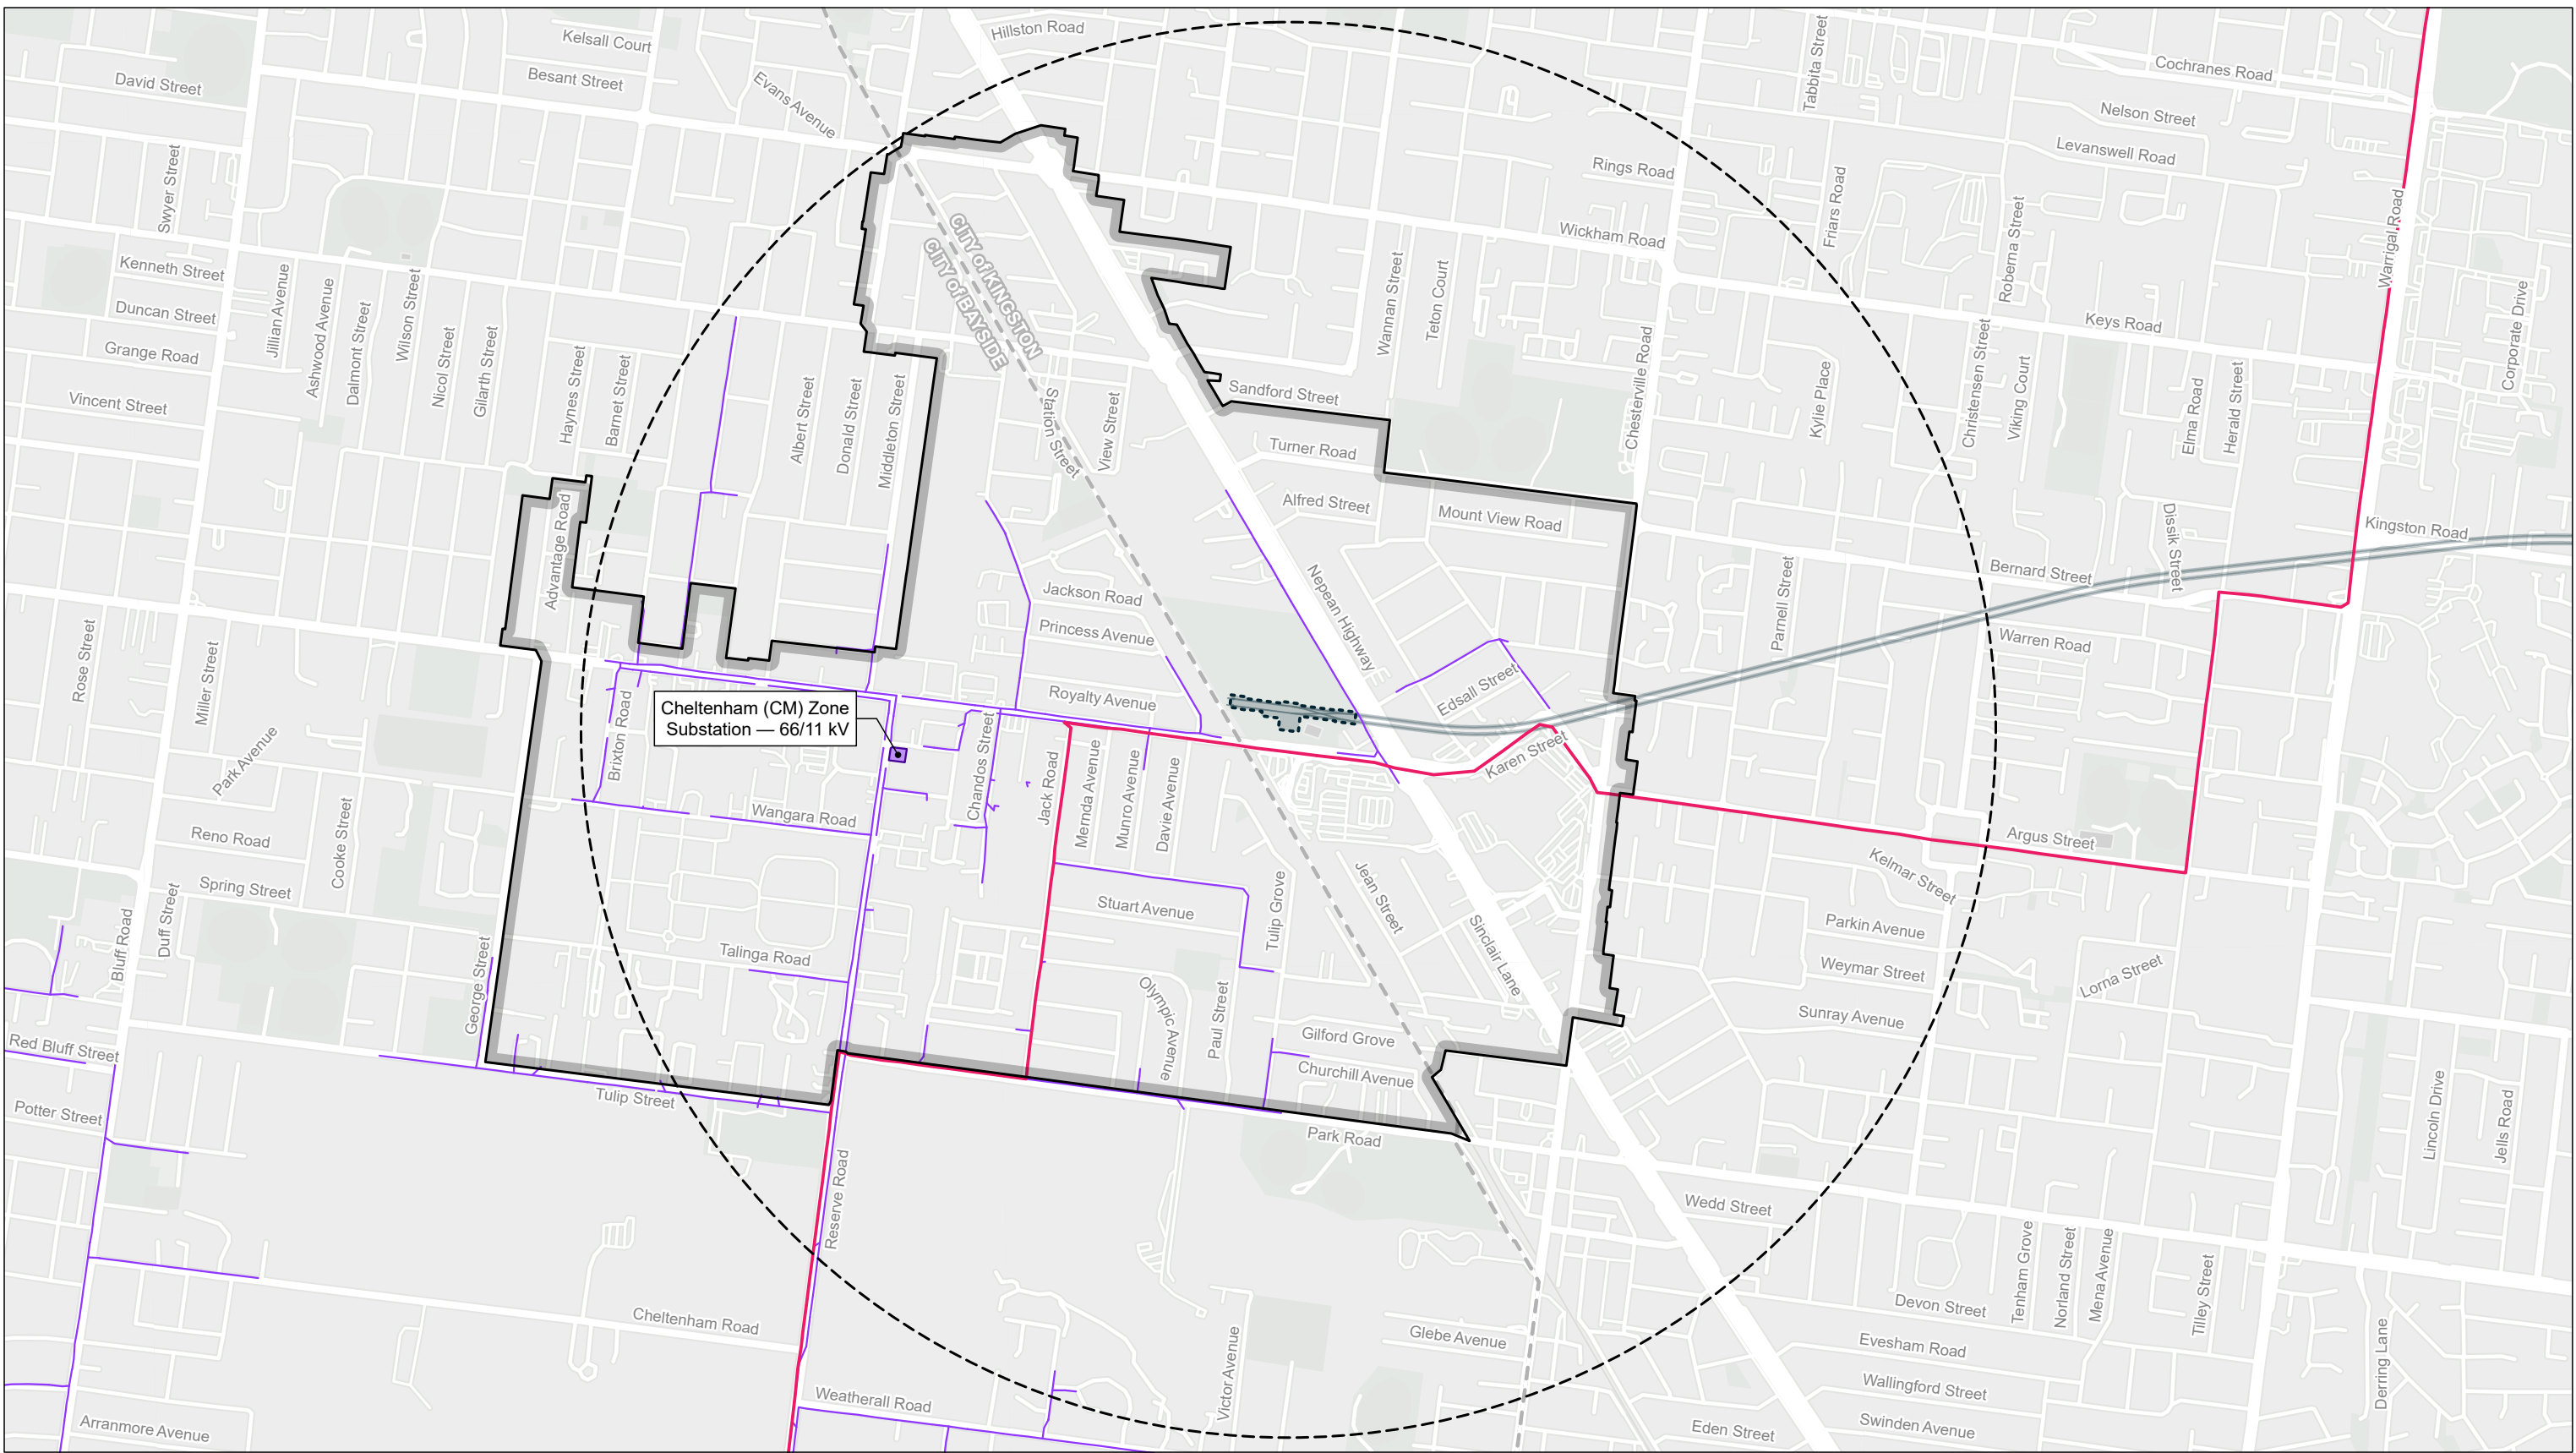 Hillston Road
Kelsall Court
Besant Street
David Street
Evans Avenue
Tabbita Street
Cochranes Road
Nelson Street
Levanswell Road
Swyer Street
Rings Road
Friars Road
Roberna Street
Warrigal Road
Wickham Road
CITY of KINGSTON
CITY of BAYSIDE
Kenneth Street
Duncan Street
Grange Road
Vincent Street
Jillian Avenue
Ashwood Avenue
Dalmont Street
Wilson Street
Nicol Street
Gilarth Street
Haynes Street
Barnet Street
Albert Street
Donald Street
Middleton Street
Station Street
View Street
Sandford Street
Wannan Street
Teton Court
Chesterville Road
Keys Road
Corporate Drive
Kylie Place
Christensen Street
Viking Court
Elma Road
Herald Street
Turner Road
Alfred Street
Mount View Road
Advantage Road
Dissik Street
Kingston Road
Bernard Street
Nepean Highway
Parnell Street
Jackson Road
Princess Avenue
Royalty Avenue
Warren Road
Rose Street
Miller Street
Park Avenue
Brixton Road
Cheltenham (CM) Zone
Substation — 66/11 kV
Edsall Street
Karen Street
Chandos Street
Jack Road
Mernda Avenue
Munro Avenue
Davie Avenue
Wangara Road
Reno Road
Cooke Street
Spring Street
Argus Street
Kelmar Street
Jean Street
Tulip Grove
Stuart Avenue
Parkin Avenue
Weymar Street
Lorna Street
Sunray Avenue
Sinclair Lane
Bluff Road
Duff Street
George Street
Talinga Road
Olympic Avenue
Paul Street
Gilford Grove
Churchill Avenue
Red Bluff Street
Potter Street
Tulip Street
Park Road
Reserve Road
Lincoln Drive
Jells Road
Wedd Street
Tenham Grove
Norland Street
Mena Avenue
Tilley Street
Devon Street
Cheltenham Road
Glebe Avenue
Victor Avenue
Evesham Road
Wallingford Street
Derring Lane
Weatherall Road
Arranmore Avenue
Eden Street
Swinden Avenue